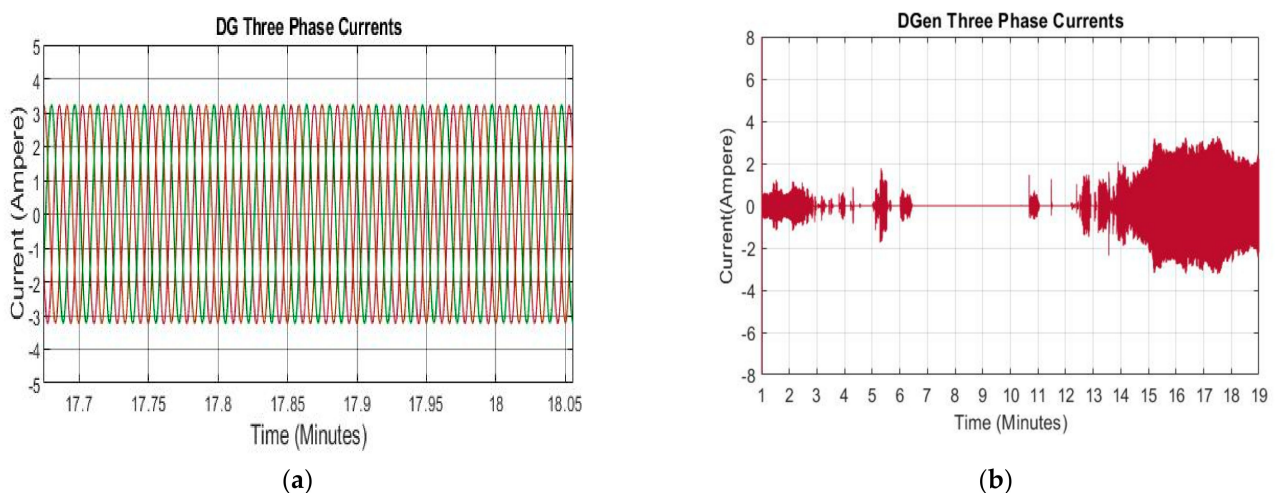 DG Three Phase Currents
5
4
3
2
1
0
-1
-2
-3
-4
-5
Current (Ampere)
17.7 17.75 17.8 17.85 17.9 17.95 18 18.05
Time (Minutes)
(a)
DGen Three Phase Currents
8
6
4
2
0
-2
-4
-6
-8
Current(Ampere)
1 2 3 4 5 6 7 8 9 10 11 12 13 14 15 16 17 18 19
Time (Minutes)
(b)